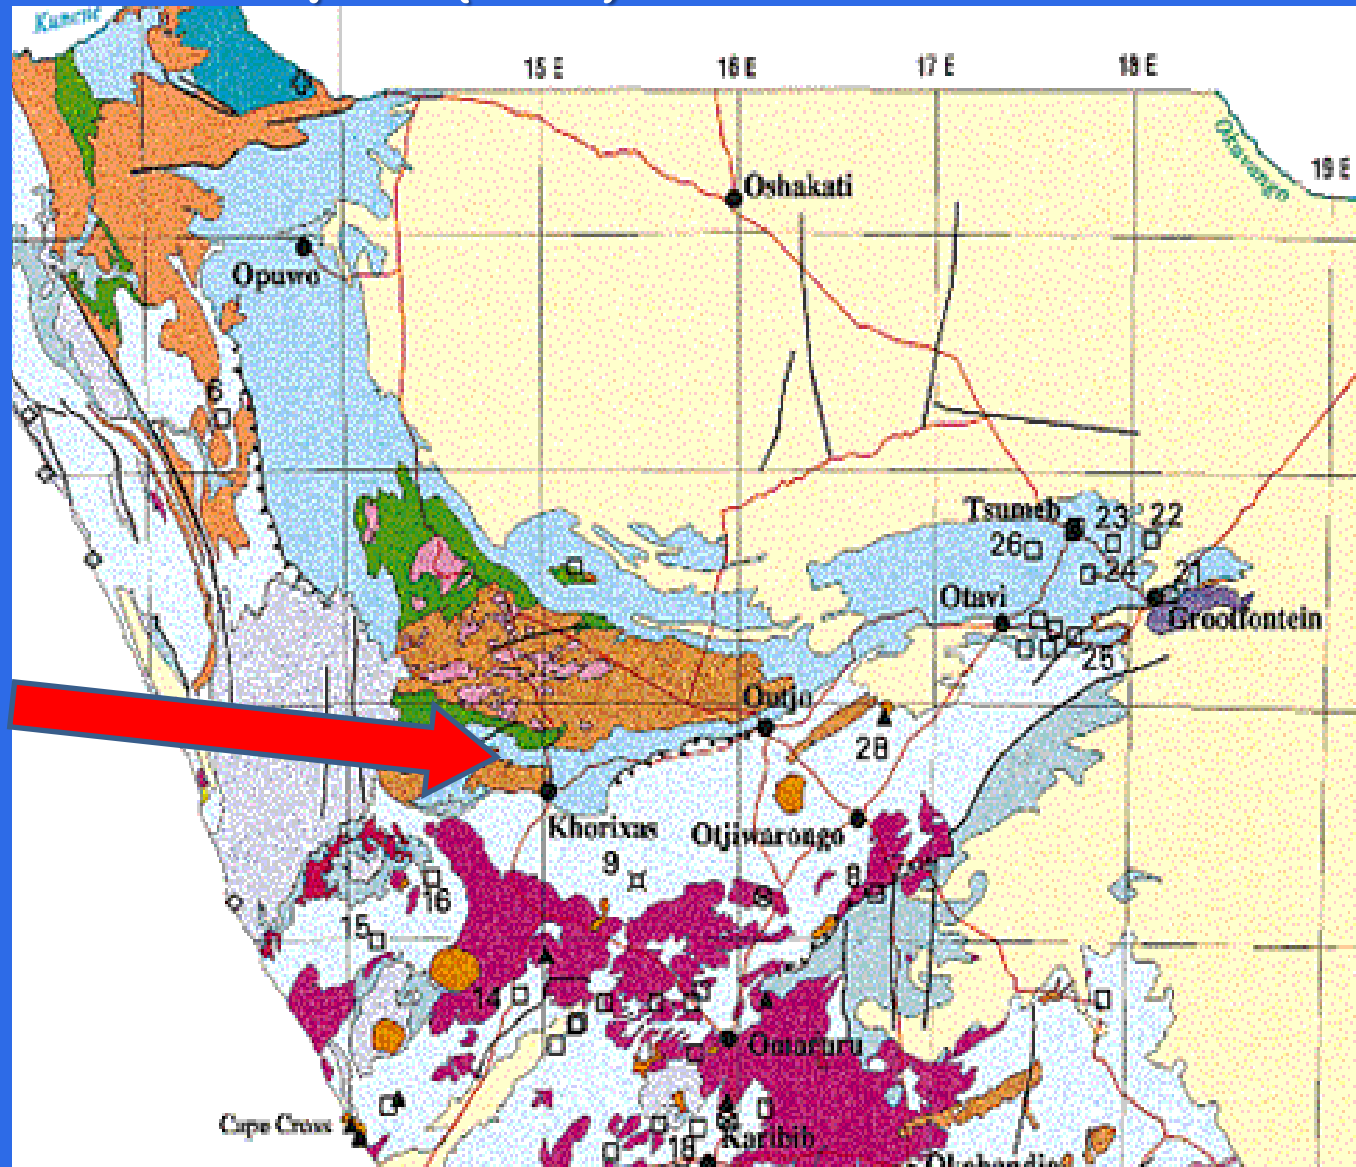 Kunene
15 E
16 E
17 E
18 E
Okavango
19 E
Oshakati
Opuwo
6
Tsumeb
23
22
26
24
21
Otavi
Grootfontein
25
Outjo
28
Khorixas
Otjiwarongo
9
8
16
15
14
Omaruru
Cape Cross
Karibib